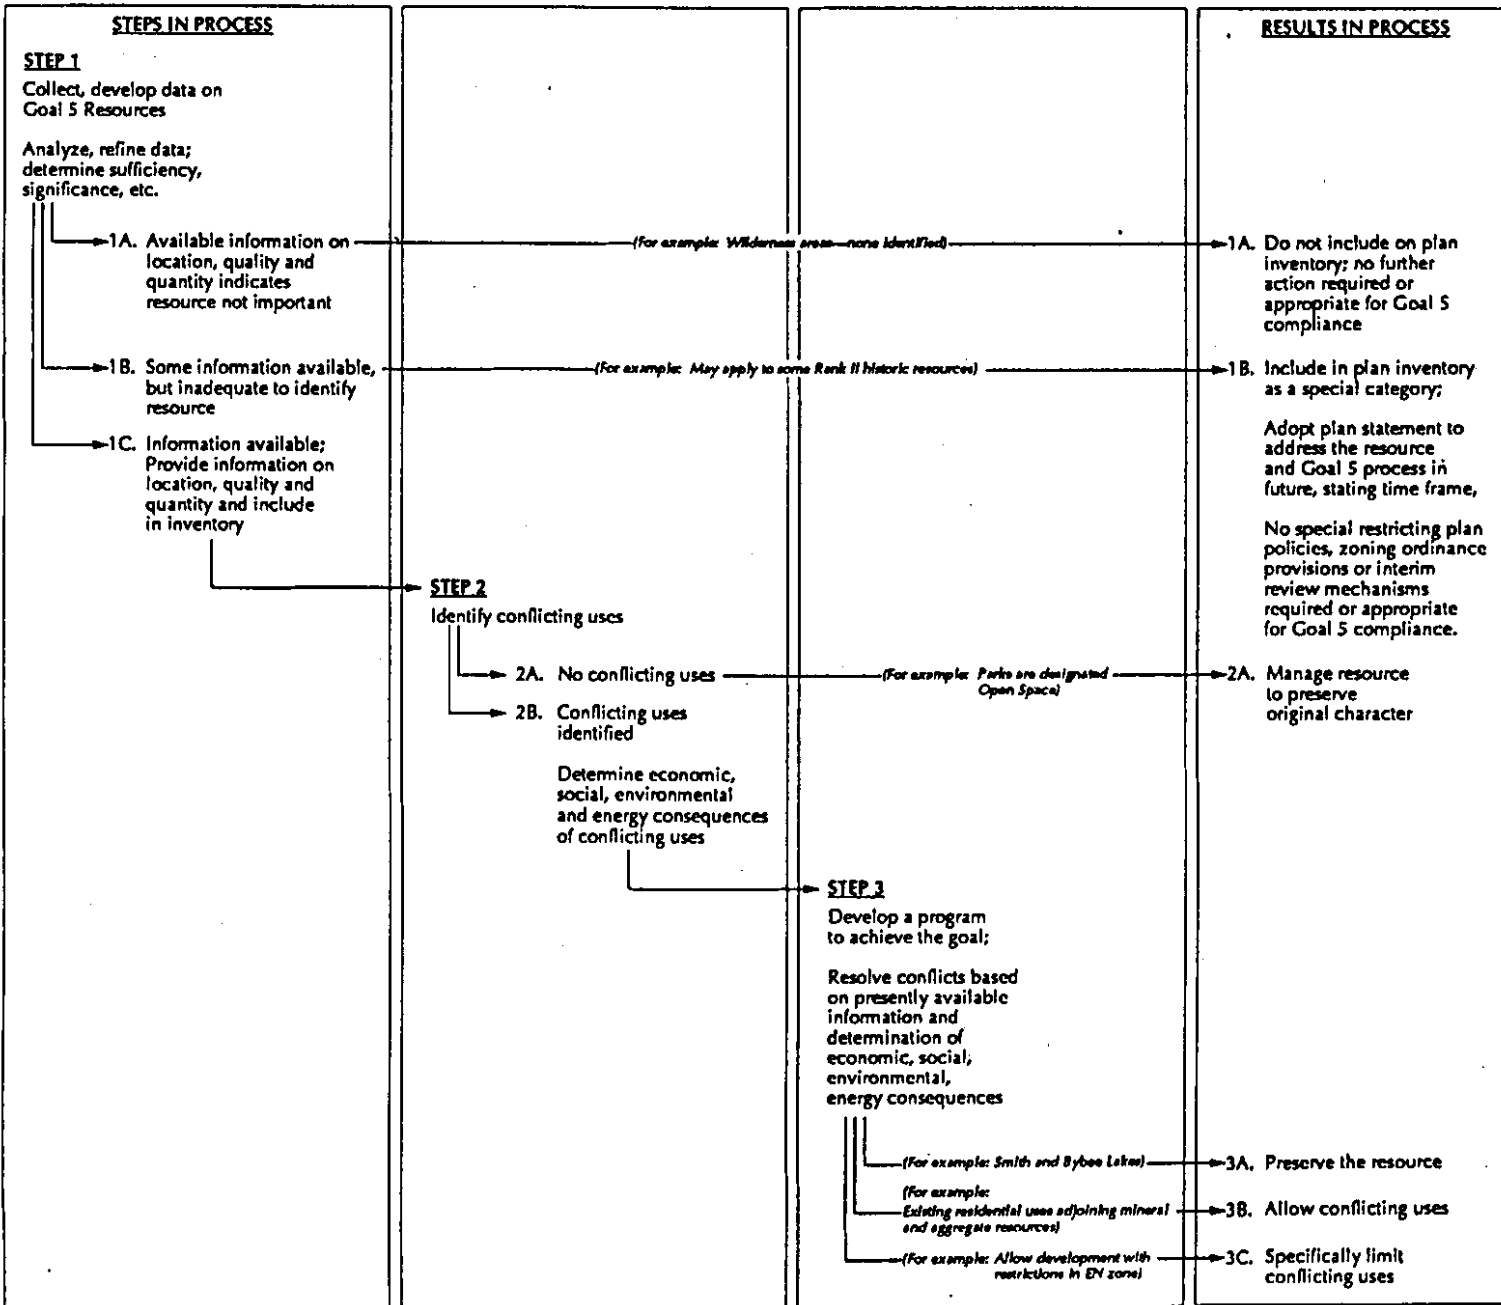 STEPS IN PROCESS
STEP 1
Collect, develop data on
Goal 5 Resources
Analyze, refine data;
determine sufficiency,
significance, etc.
1A. Available information on
location, quality and
quantity indicates
resource not important
(For example: Wilderness areas—none identified)
1A. Do not include on plan
inventory; no further
action required or
appropriate for Goal 5
compliance
1B. Some information available,
but inadequate to identify
resource
(For example: May apply to some Rank II historic resources)
1B. Include in plan inventory
as a special category;
Adopt plan statement to
address the resource
and Goal 5 process in
future, stating time frame,
No special restricting plan
policies, zoning ordinance
provisions or interim
review mechanisms
required or appropriate
for Goal 5 compliance.
1C. Information available;
Provide information on
location, quality and
quantity and include
in inventory
STEP 2
Identify conflicting uses
2A. No conflicting uses
(For example: Parks are designated
Open Space)
2A. Manage resource
to preserve
original character
2B. Conflicting uses
identified
Determine economic,
social, environmental
and energy consequences
of conflicting uses
STEP 3
Develop a program
to achieve the goal;
Resolve conflicts based
on presently available
information and
determination of
economic, social,
environmental,
energy consequences
(For example: Smith and Bybee Lakes)
3A. Preserve the resource
(For example:
Existing residential uses adjoining mineral
and aggregate resources)
3B. Allow conflicting uses
(For example: Allow development with
restrictions in EN zone)
3C. Specifically limit
conflicting uses
RESULTS IN PROCESS